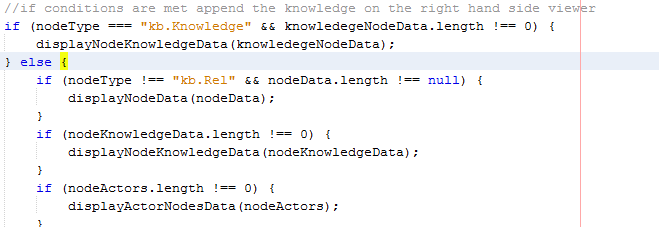 //if conditions are met append the knowledge on the right hand side viewer
if (nodeType === "kb.Knowledge" && knowledegeNodeData.length !== 0) {
    displayNodeKnowledgeData(knowledegeNodeData);
} else {
    if (nodeType !== "kb.Rel" && nodeData.length !== null) {
        displayNodeData(nodeData);
    }
    if (nodeKnowledgeData.length !== 0) {
        displayNodeKnowledgeData(nodeKnowledgeData);
    }
    if (nodeActors.length !== 0) {
        displayActorNodesData(nodeActors);
    }